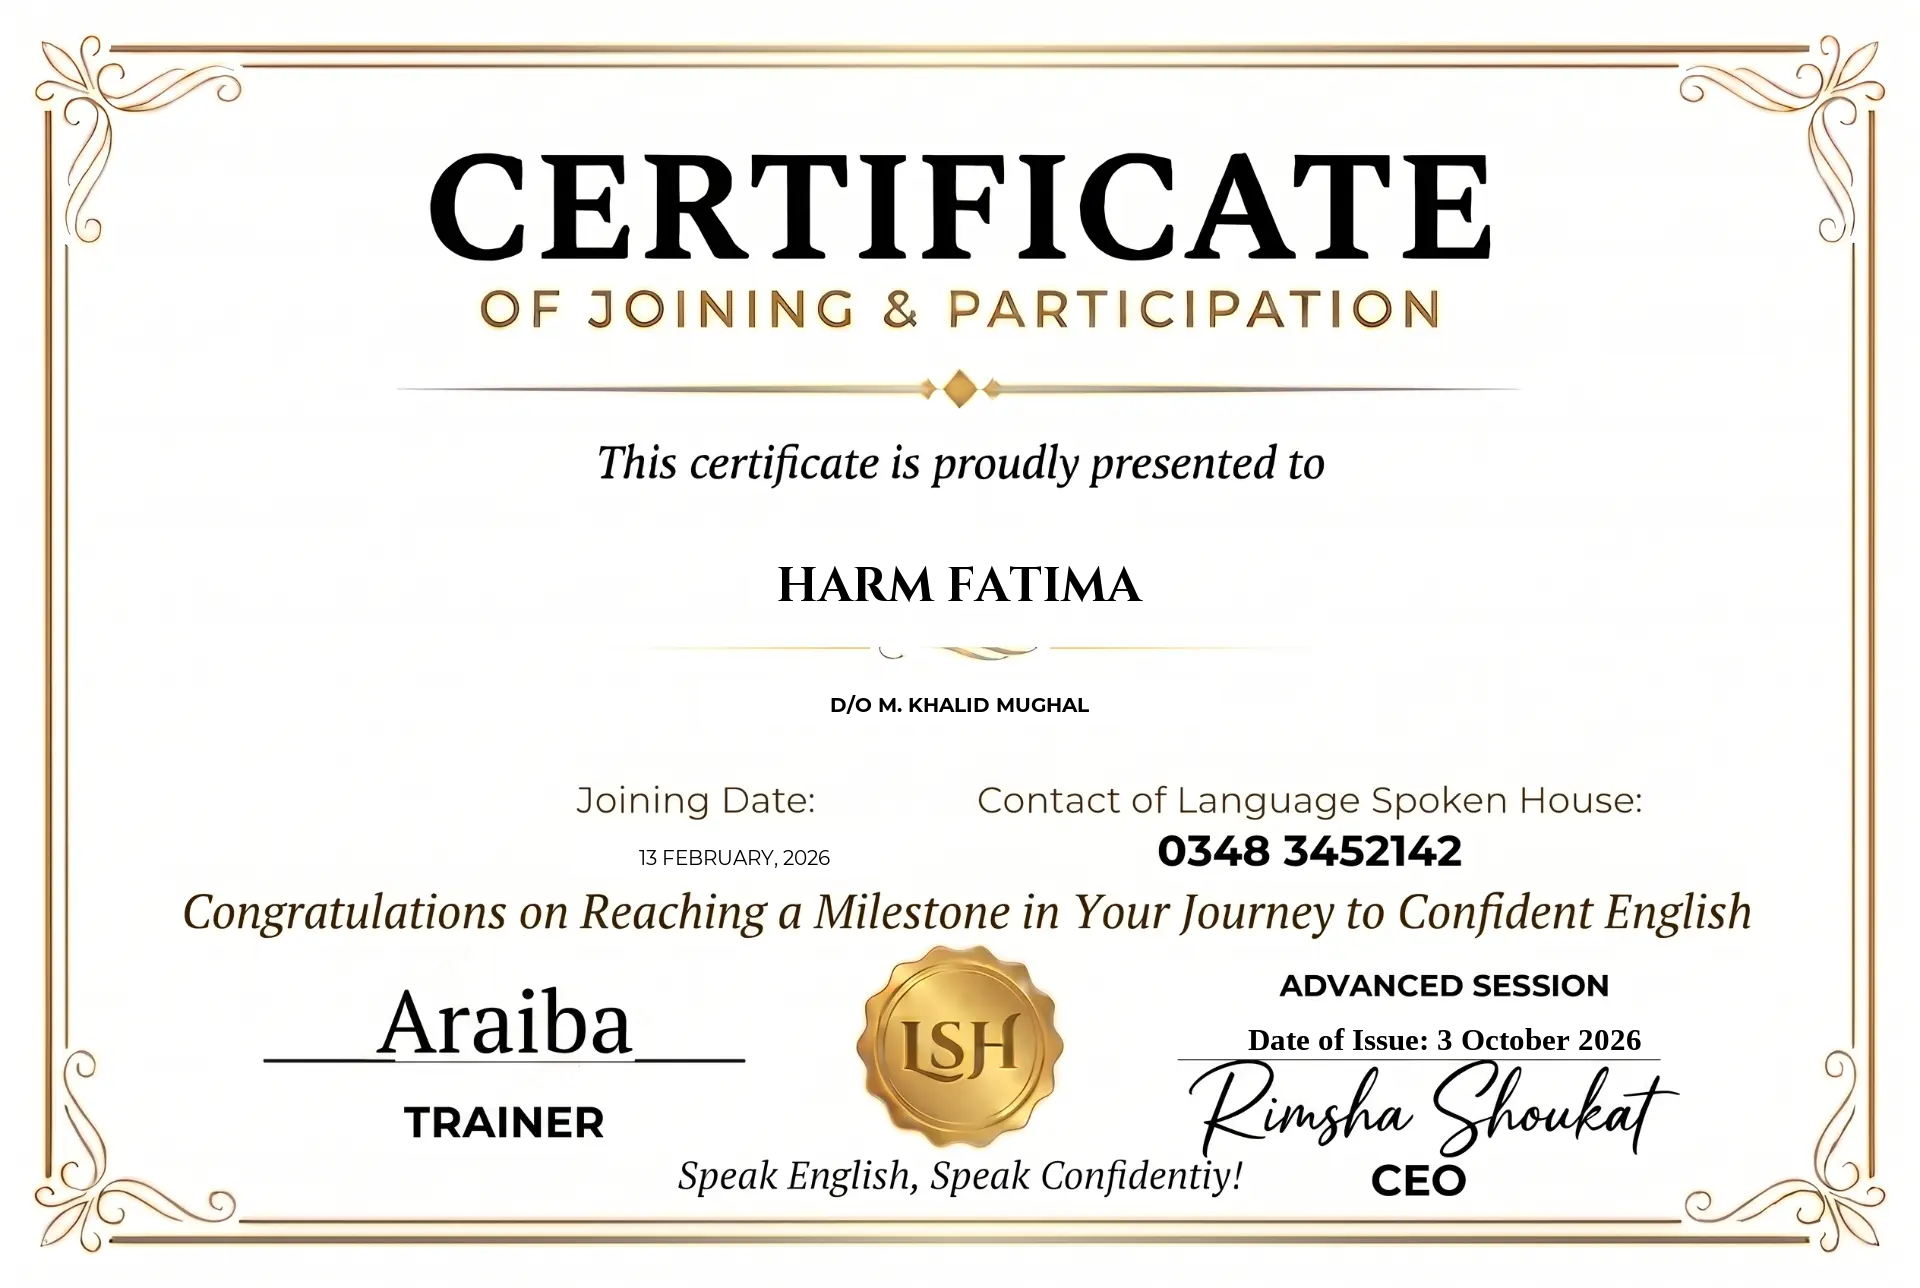 CERTIFICATE
OF JOINING & PARTICIPATION
This certificate is proudly presented to
HARM FATIMA
D/O M. KHALID MUGHAL
Joining Date:
13 FEBRUARY, 2026
Contact of Language Spoken House:
0348 3452142
Congratulations on Reaching a Milestone in Your Journey to Confident English
Araiba
TRAINER
LSH
ADVANCED SESSION
Date of Issue: 3 October 2026
Rimsha Shoukat
CEO
Speak English, Speak Confidentiy!